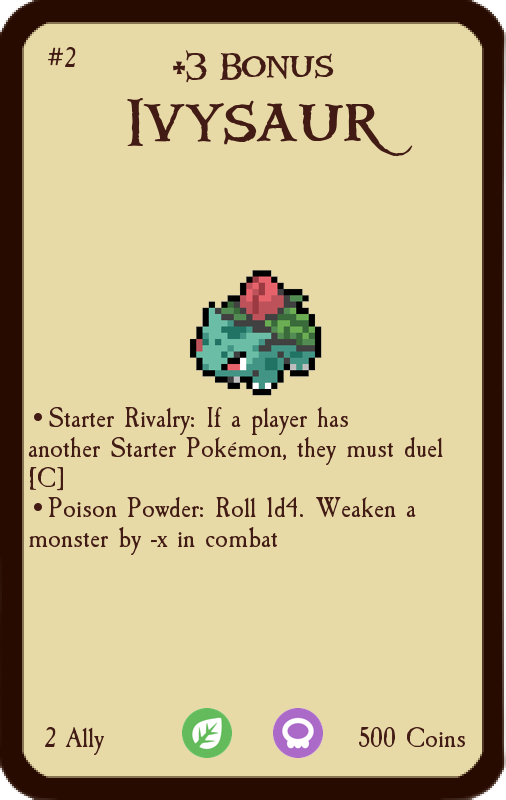 #2
+3 Bonus
Ivysaur
•Starter Rivalry: If a player has
another Starter Pokémon, they must duel
[C]
•Poison Powder: Roll 1d4. Weaken a
monster by -x in combat
2 Ally 500 Coins